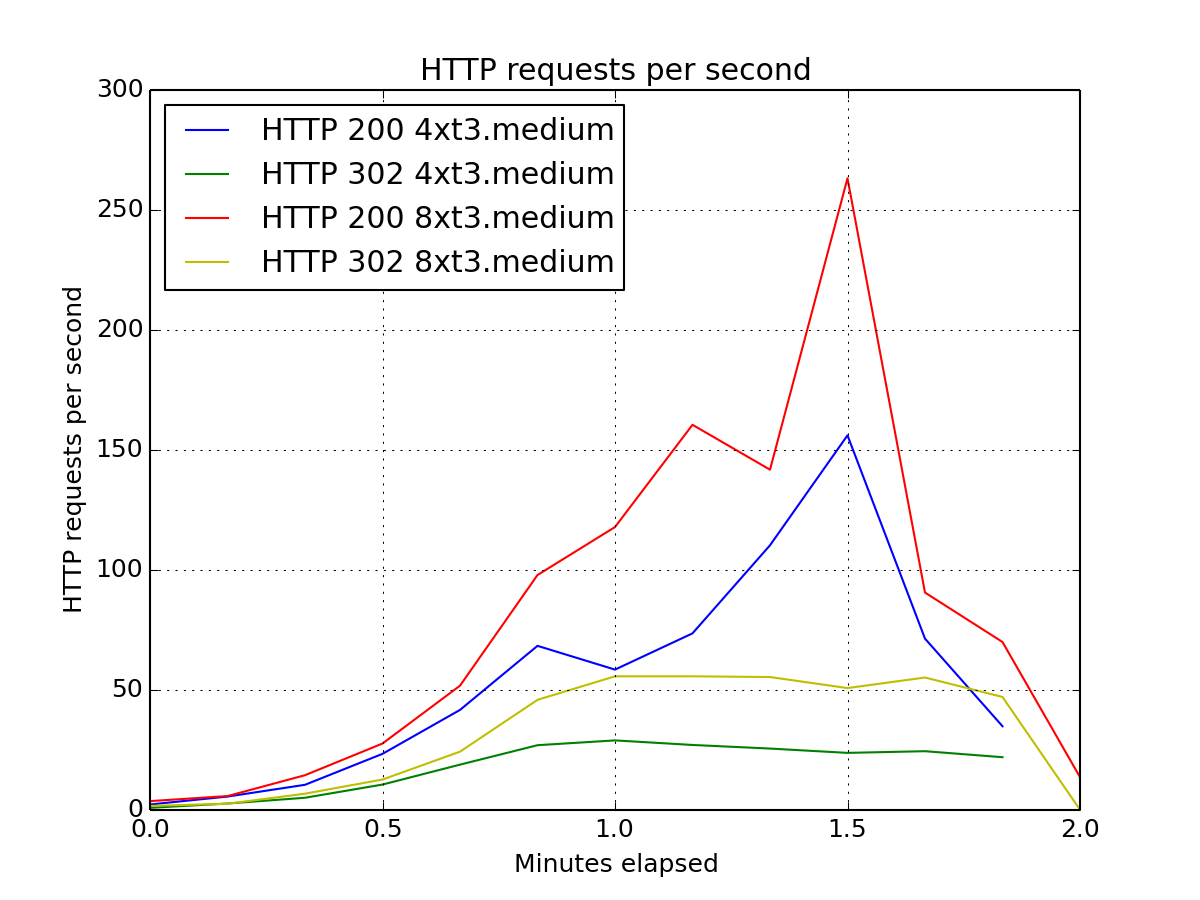 HTTP requests per second
300
250
200
150
100
50
0
HTTP requests per second
HTTP 200 4xt3.medium
HTTP 302 4xt3.medium
HTTP 200 8xt3.medium
HTTP 302 8xt3.medium
0.0 0.5 1.0 1.5 2.0
Minutes elapsed